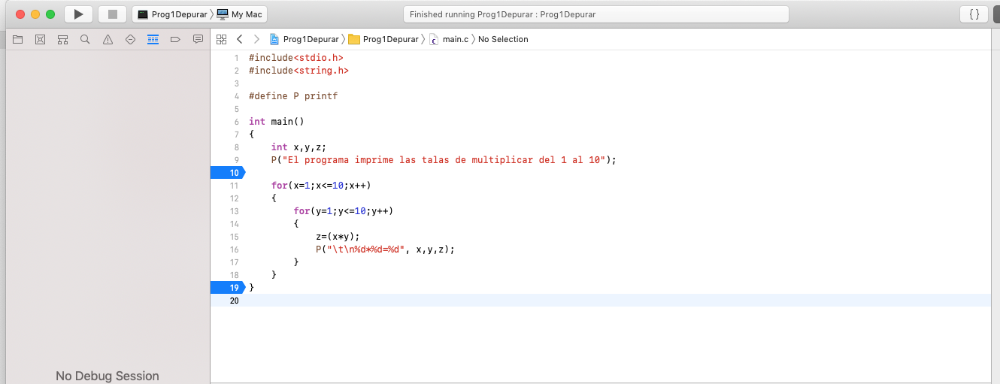 Prog1Depurar My Mac Finished running Prog1Depurar : Prog1Depurar { }
Prog1Depurar Prog1Depurar main.c No Selection
1 #include<stdio.h>
2 #include<string.h>
3
4 #define P printf
5
6 int main()
7 {
8 int x,y,z;
9 P("El programa imprime las talas de multiplicar del 1 al 10");
10
11 for(x=1;x<=10;x++)
12 {
13 for(y=1;y<=10;y++)
14 {
15 z=(x*y);
16 P("\t\n%d*%d=%d", x,y,z);
17 }
18 }
19 }
20
No Debug Session